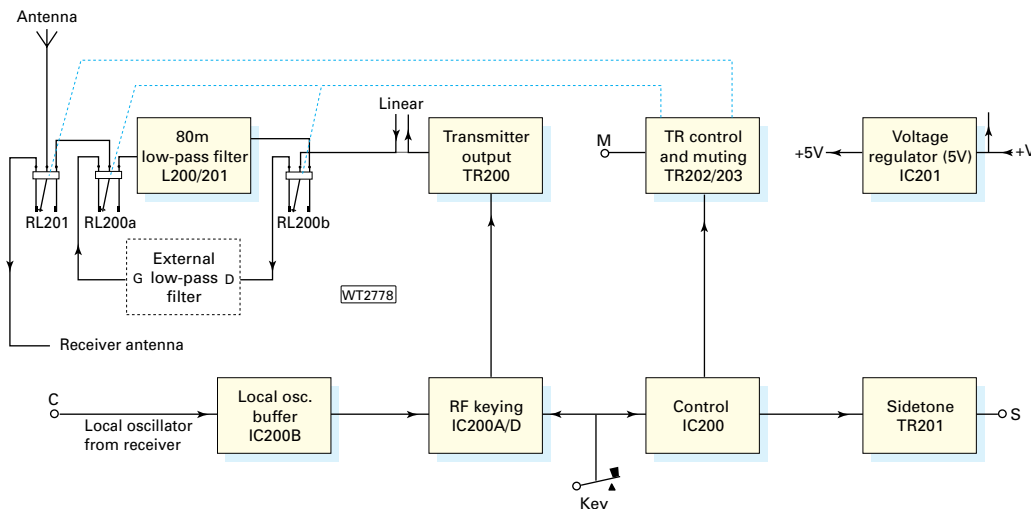 Antenna
80m
low-pass filter
L200/201
Linear
Transmitter
output
TR200
M
TR control
and muting
TR202/203
+5V
Voltage
regulator (5V)
IC201
+V
RL201
RL200a
RL200b
External
G low-pass D
filter
WT2778
Receiver antenna
C
Local oscillator
from receiver
Local osc.
buffer
IC200B
RF keying
IC200A/D
Control
IC200
Sidetone
TR201
S
Key